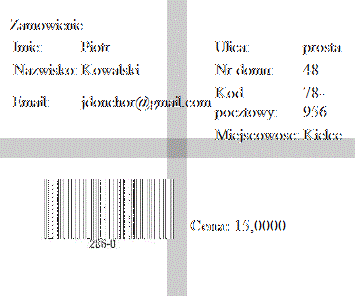 Zamowienie
Imie: Piotr
Nazwisko: Kowalski
Email: jdonchor@gmail.com
Ulica: prosta
Nr domu: 48
Kod pocztowy: 78-956
Miejscowosc: Kielce
286-0
Cena: 15,0000